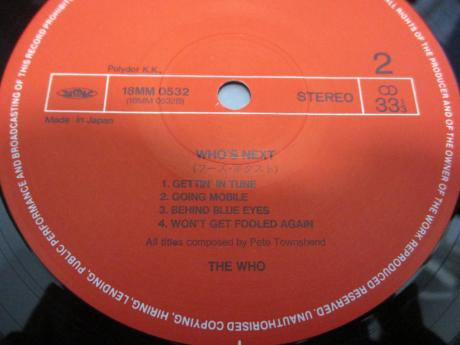 Polydor K.K.
2
18MM 0532
(18MM 0532B)
STEREO
33 1/3
Made in Japan
WHO'S NEXT
(フーズ・ネクスト)
1. GETTIN' IN TUNE
2. GOING MOBILE
3. BEHIND BLUE EYES
4. WON'T GET FOOLED AGAIN
All titles composed by Pete Townshend
THE WHO
ALL RIGHTS OF THE PRODUCER AND OF THE OWNER OF THE WORK REPRODUCED RESERVED. UNAUTHORISED COPYING, HIRING, LENDING, PUBLIC PERFORMANCE AND BROADCASTING OF THIS RECORD PROHIBITED